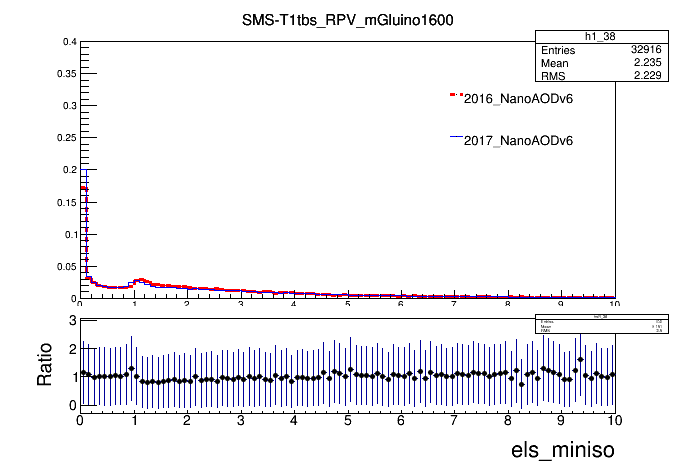 SMS-T1tbs_RPV_mGluino1600
h1_38
Entries 32916
Mean 2.235
RMS 2.229
2016_NanoAODv6
2017_NanoAODv6
0.4
0.35
0.3
0.25
0.2
0.15
0.1
0.05
0
0 1 2 3 4 5 6 7 8 9 10
Entries
Mean
RMS
Ratio
3
2
1
0
0 1 2 3 4 5 6 7 8 9 10
els_miniso